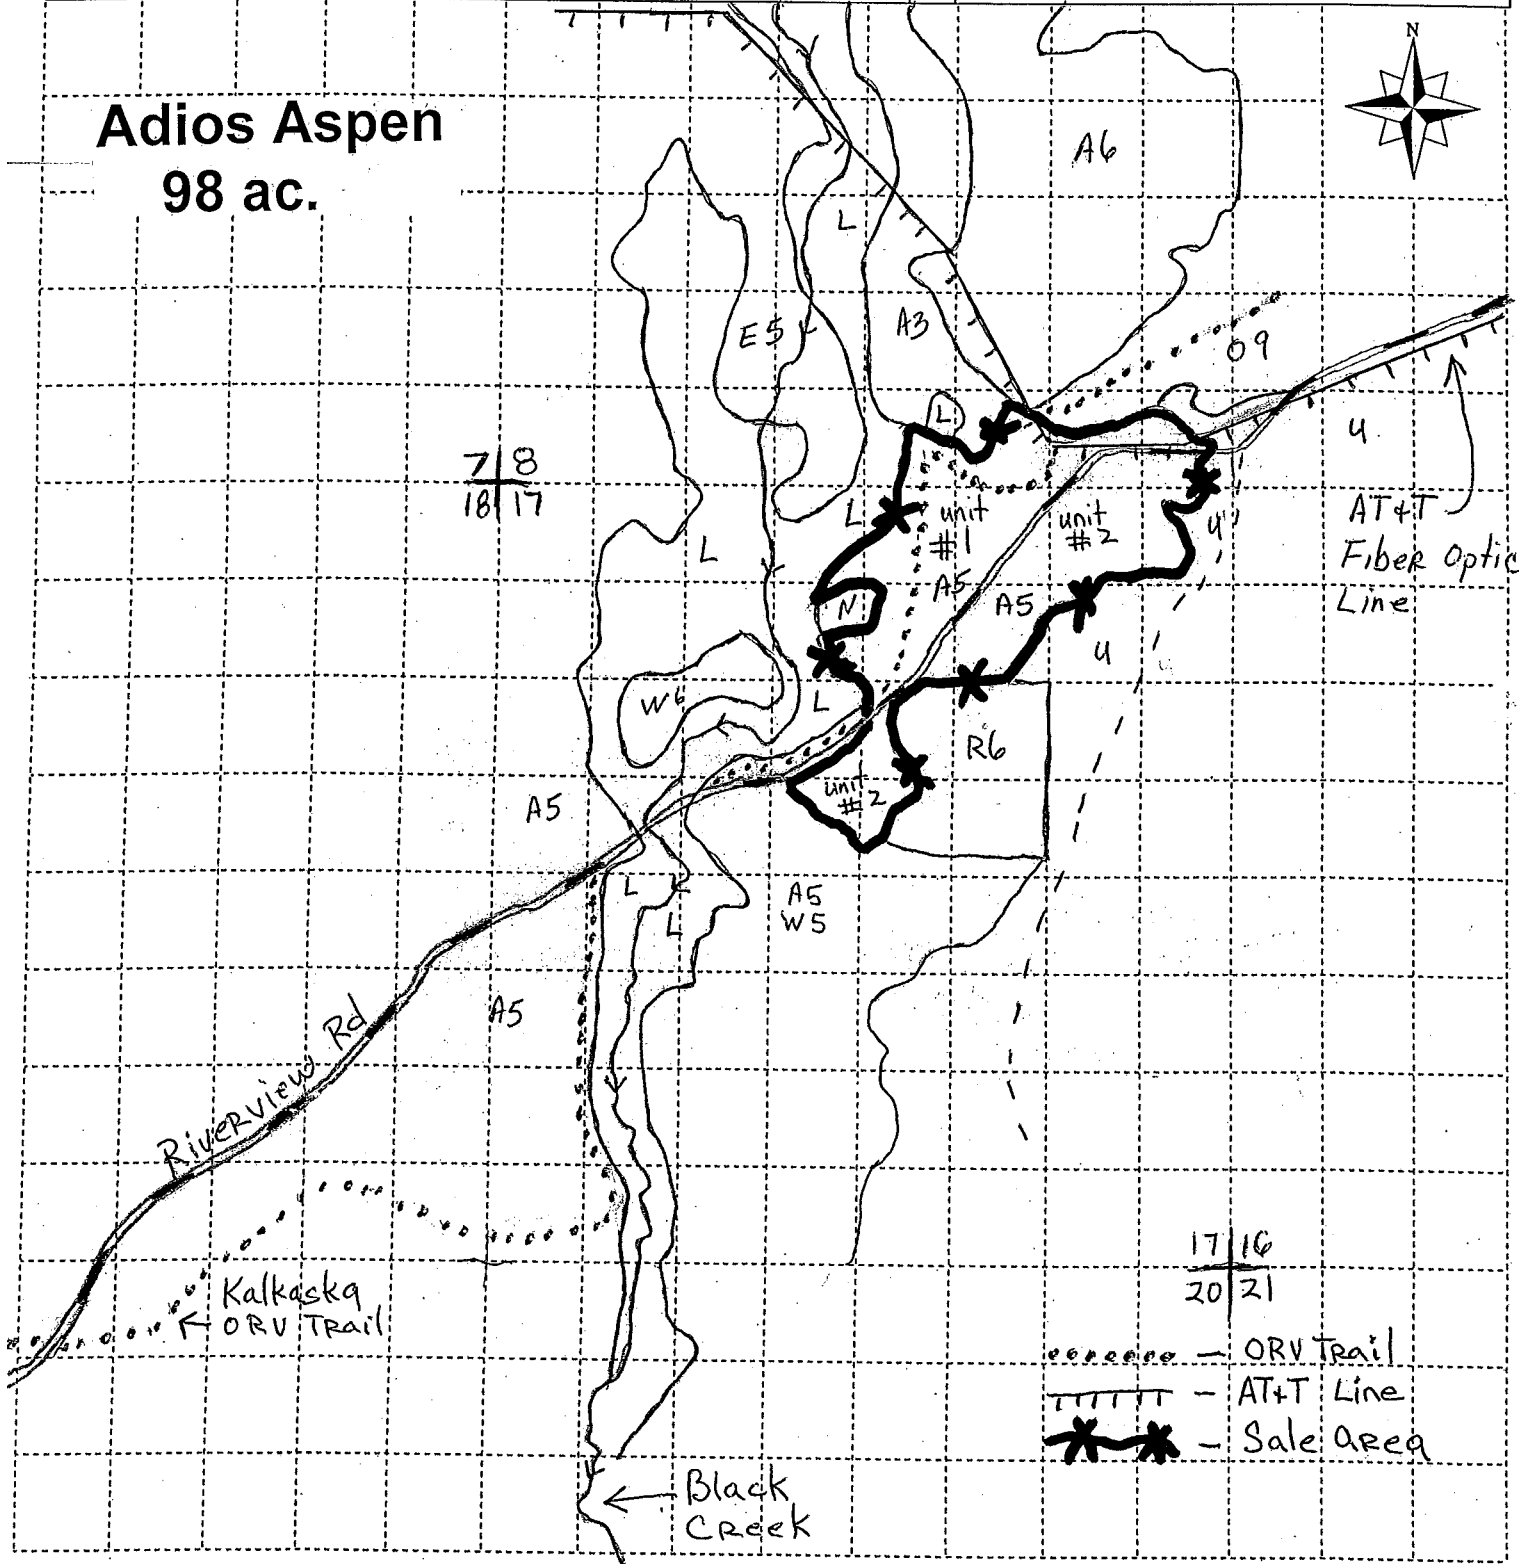 N
Adios Aspen
98 ac.
A6
L
E5
A3
O9
L
u
7 8
18 17
L
unit
#1
unit
#2
u
AT&T
Fiber Optic
Line
L
A5
A5
N
u
W6
L
R6
unit
#2
A5
L
A5
W5
L
A5
Riverview Rd
17 16
20 21
Kalkaska
ORV Trail
ORV Trail
AT&T Line
Sale Area
Black
Creek